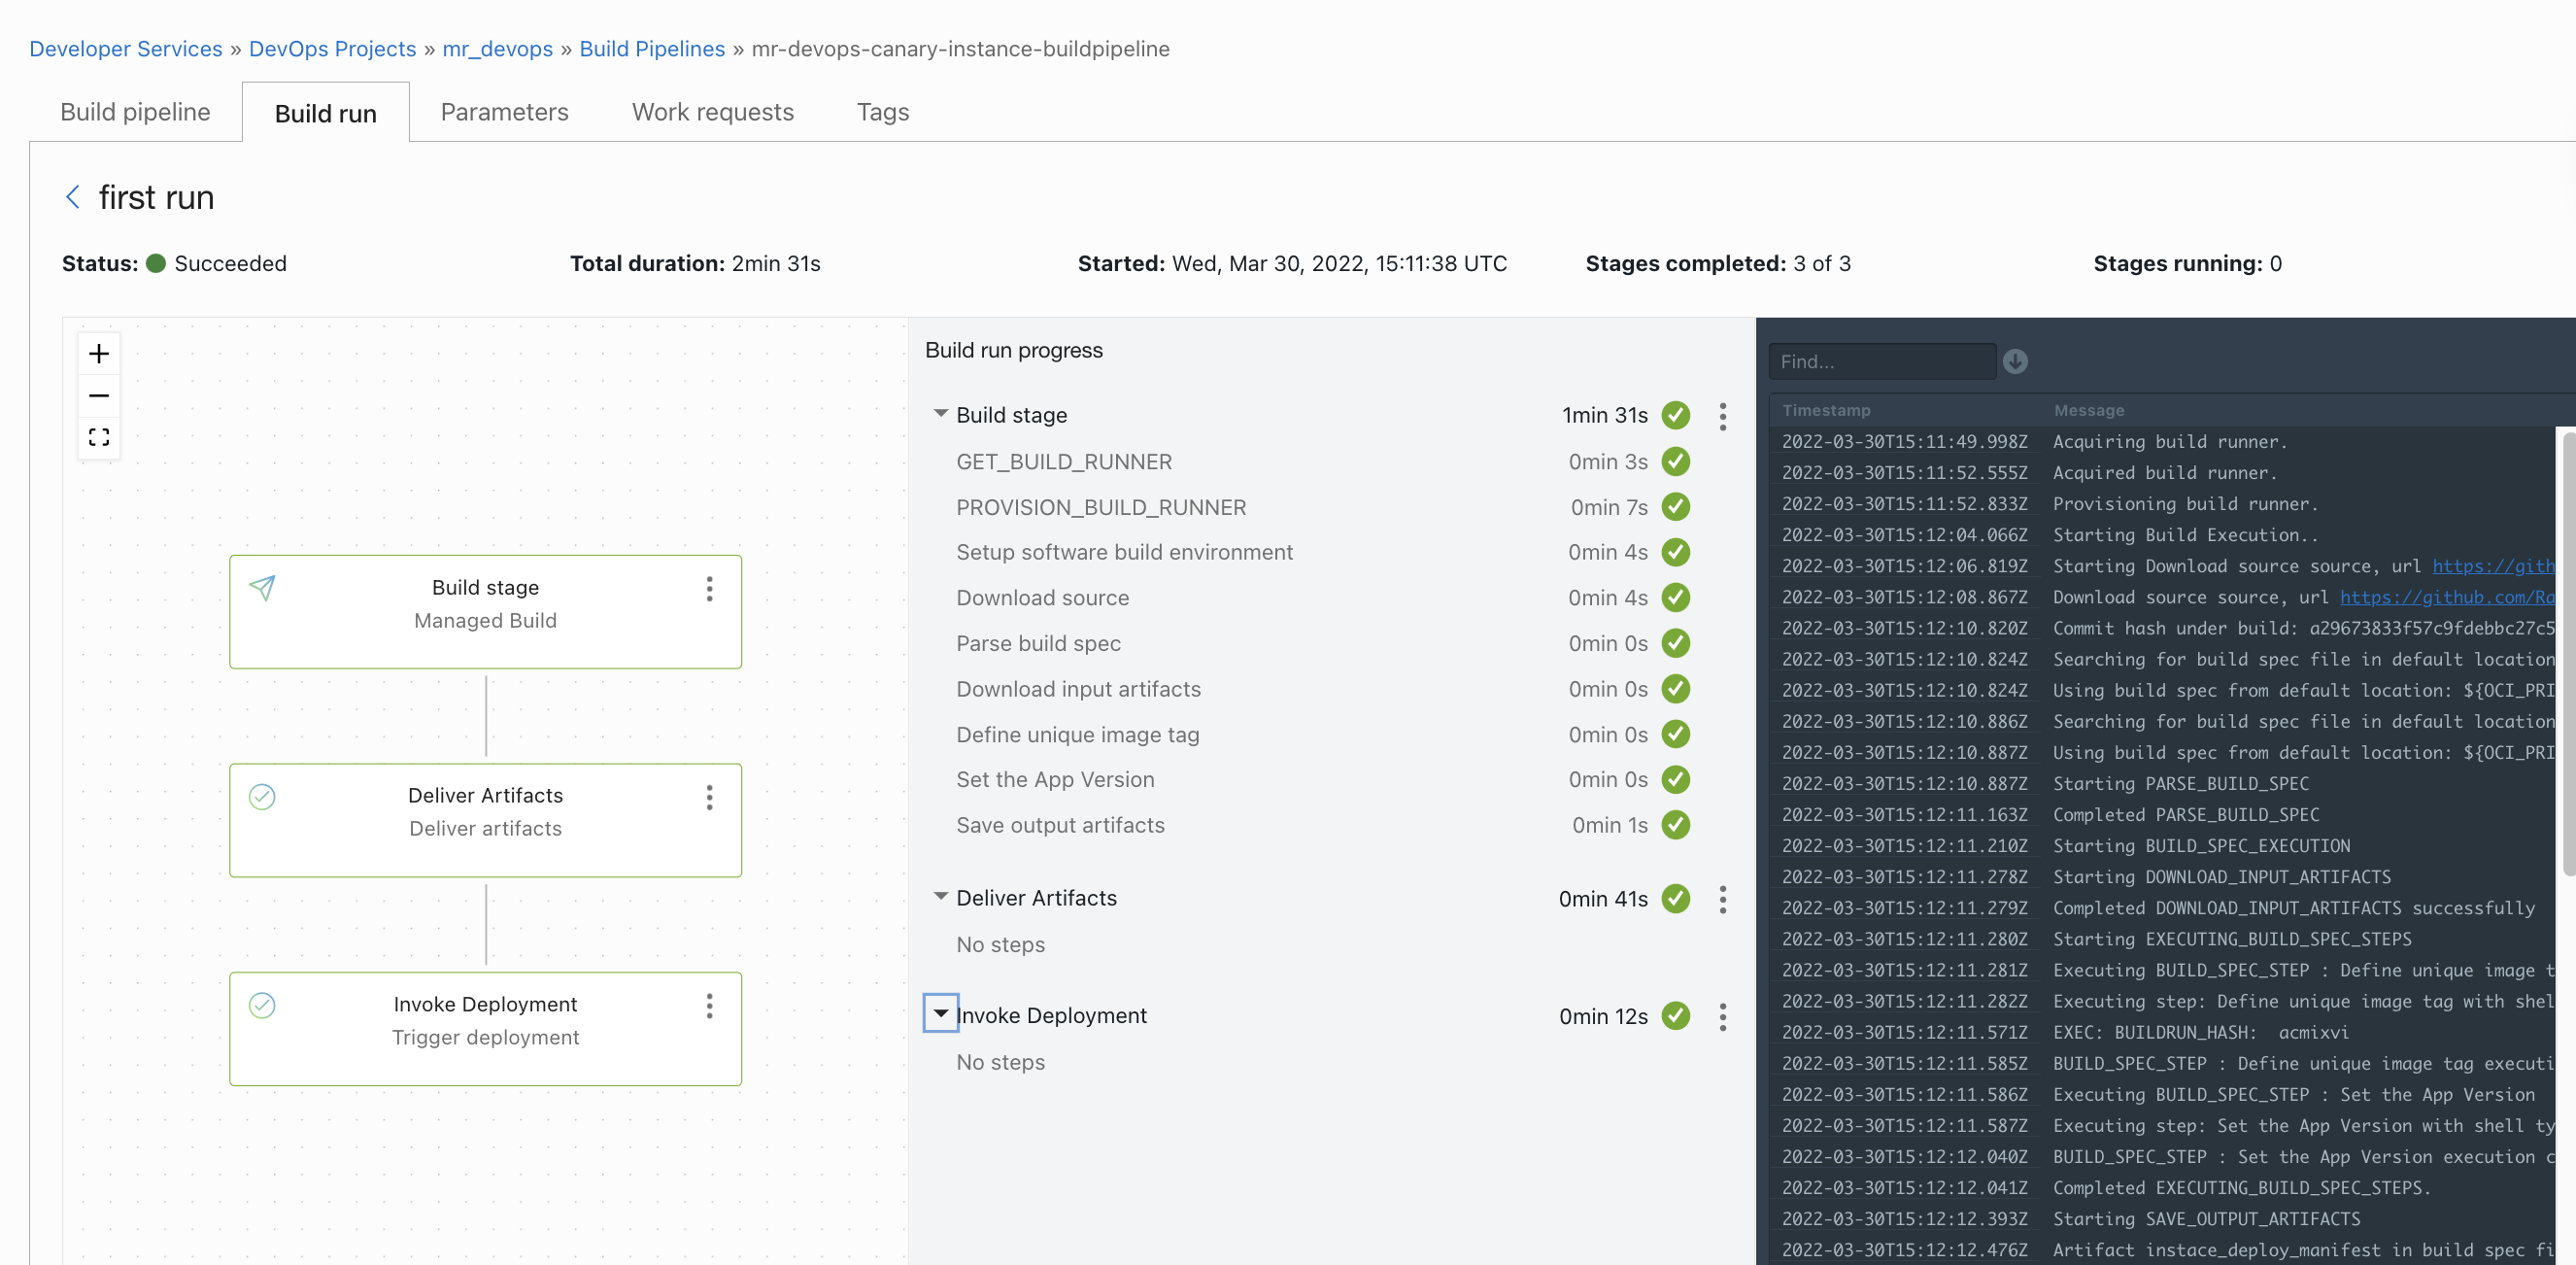 Developer Services » DevOps Projects » mr_devops » Build Pipelines » mr-devops-canary-instance-buildpipeline
Build pipeline
Build run
Parameters
Work requests
Tags
first run
Status: Succeeded
Total duration: 2min 31s
Started: Wed, Mar 30, 2022, 15:11:38 UTC
Stages completed: 3 of 3
Stages running: 0
Build stage
Managed Build
Deliver Artifacts
Deliver artifacts
Invoke Deployment
Trigger deployment
Build run progress
Build stage 1min 31s
GET_BUILD_RUNNER 0min 3s
PROVISION_BUILD_RUNNER 0min 7s
Setup software build environment 0min 4s
Download source 0min 4s
Parse build spec 0min 0s
Download input artifacts 0min 0s
Define unique image tag 0min 0s
Set the App Version 0min 0s
Save output artifacts 0min 1s
Deliver Artifacts 0min 41s
No steps
Invoke Deployment 0min 12s
No steps
Find...
Timestamp Message
2022-03-30T15:11:49.998Z Acquiring build runner.
2022-03-30T15:11:52.555Z Acquired build runner.
2022-03-30T15:11:52.833Z Provisioning build runner.
2022-03-30T15:12:04.066Z Starting Build Execution..
2022-03-30T15:12:06.819Z Starting Download source source, url https://gith
2022-03-30T15:12:08.867Z Download source source, url https://github.com/Ra
2022-03-30T15:12:10.820Z Commit hash under build: a29673833f57c9fdebbc27c5
2022-03-30T15:12:10.824Z Searching for build spec file in default location
2022-03-30T15:12:10.824Z Using build spec from default location: ${OCI_PRI
2022-03-30T15:12:10.886Z Searching for build spec file in default location
2022-03-30T15:12:10.887Z Using build spec from default location: ${OCI_PRI
2022-03-30T15:12:10.887Z Starting PARSE_BUILD_SPEC
2022-03-30T15:12:11.163Z Completed PARSE_BUILD_SPEC
2022-03-30T15:12:11.210Z Starting BUILD_SPEC_EXECUTION
2022-03-30T15:12:11.278Z Starting DOWNLOAD_INPUT_ARTIFACTS
2022-03-30T15:12:11.279Z Completed DOWNLOAD_INPUT_ARTIFACTS successfully
2022-03-30T15:12:11.280Z Starting EXECUTING_BUILD_SPEC_STEPS
2022-03-30T15:12:11.281Z Executing BUILD_SPEC_STEP : Define unique image t
2022-03-30T15:12:11.282Z Executing step: Define unique image tag with shel
2022-03-30T15:12:11.571Z EXEC: BUILDRUN_HASH:  acmixvi
2022-03-30T15:12:11.585Z BUILD_SPEC_STEP : Define unique image tag executi
2022-03-30T15:12:11.586Z Executing BUILD_SPEC_STEP : Set the App Version
2022-03-30T15:12:11.587Z Executing step: Set the App Version with shell ty
2022-03-30T15:12:12.040Z BUILD_SPEC_STEP : Set the App Version execution c
2022-03-30T15:12:12.041Z Completed EXECUTING_BUILD_SPEC_STEPS.
2022-03-30T15:12:12.393Z Starting SAVE_OUTPUT_ARTIFACTS
2022-03-30T15:12:12.476Z Artifact instace_deploy_manifest in build spec fi